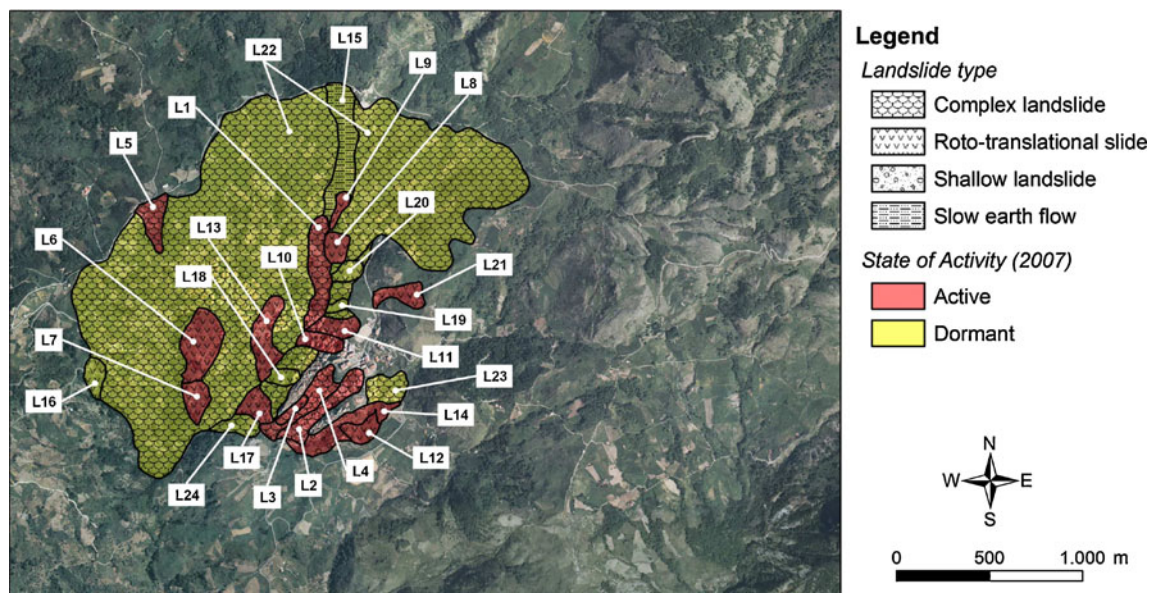 L22
L15
L9
L8
L1
L5
L20
L13
L6
L10
L18
L21
L19
L7
L11
L23
L16
L14
L17
L12
L4
L2
L3
L24
Legend
Landslide type
Complex landslide
Roto-translational slide
Shallow landslide
Slow earth flow
State of Activity (2007)
Active
Dormant
N
W E
S
0 500 1.000 m